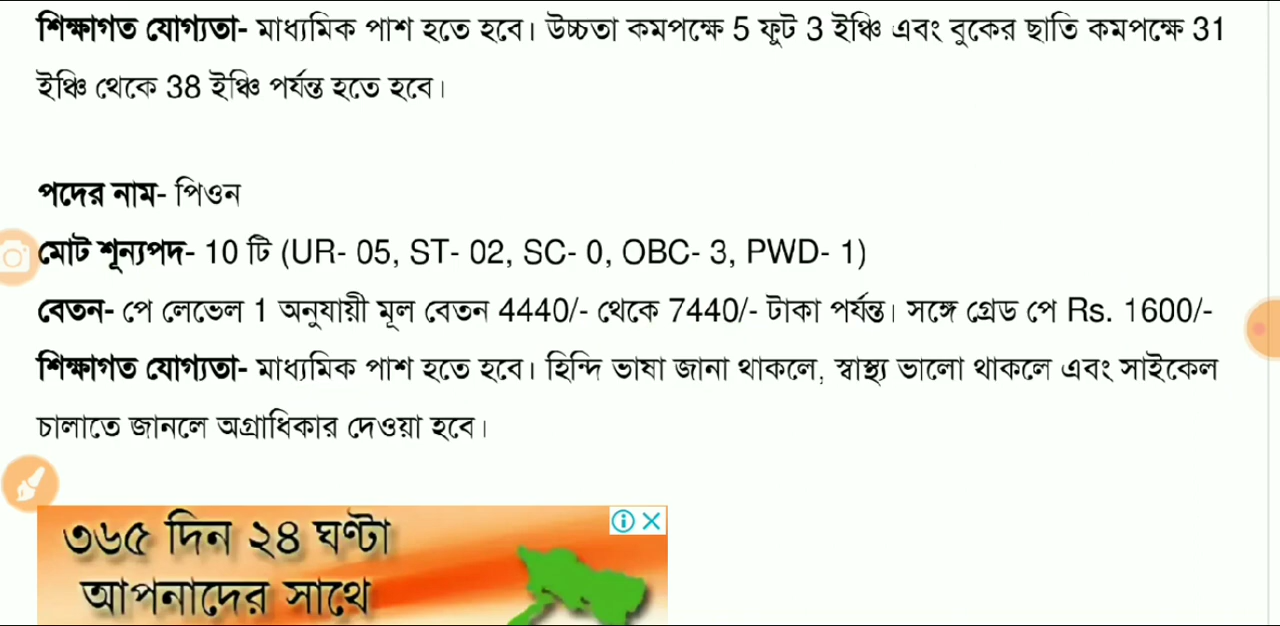 শিক্ষাগত যোগ্যতা- মাধ্যমিক পাশ হতে হবে। উচ্চতা কমপক্ষে 5 ফুট 3 ইঞ্চি এবং বুকের ছাতি কমপক্ষে 31
ইঞ্চি থেকে 38 ইঞ্চি পর্যন্ত হতে হবে।
পদের নাম- পিওন
মোট শূন্যপদ- 10 টি (UR- 05, ST- 02, SC- 0, OBC- 3, PWD- 1)
বেতন- পে লেভেল 1 অনুযায়ী মূল বেতন 4440/- থেকে 7440/- টাকা পর্যন্ত। সঙ্গে গ্রেড পে Rs. 1600/-
শিক্ষাগত যোগ্যতা- মাধ্যমিক পাশ হতে হবে। হিন্দি ভাষা জানা থাকলে, স্বাস্থ্য ভালো থাকলে এবং সাইকেল
চালাতে জানলে অগ্রাধিকার দেওয়া হবে।
৩৬৫ দিন ২৪ ঘণ্টা
আপনাদের সাথে